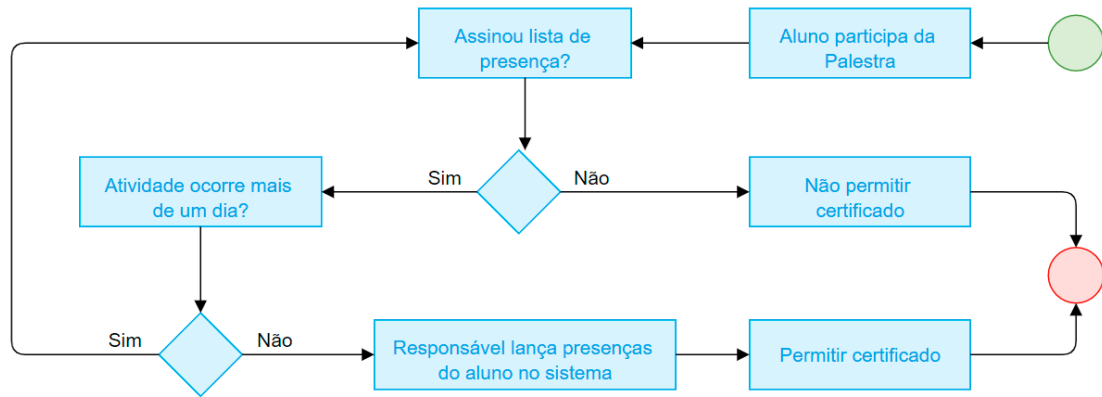 Assinou lista de
presença?
Aluno participa da
Palestra
Atividade ocorre mais
de um dia?
Sim
Não
Não permitir
certificado
Sim
Não
Responsável lança presenças
do aluno no sistema
Permitir certificado